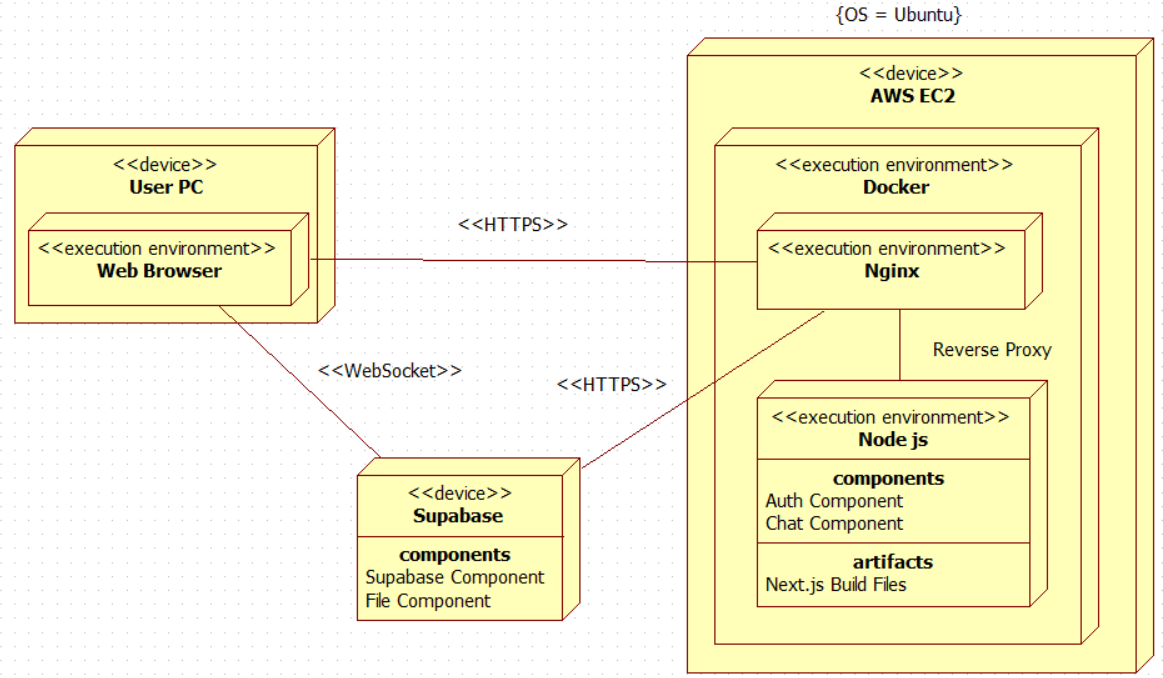 {OS = Ubuntu}
<<device>>
AWS EC2
<<device>>
User PC
<<execution environment>>
Docker
<<HTTPS>>
<<execution environment>>
Web Browser
<<execution environment>>
Nginx
Reverse Proxy
<<WebSocket>>
<<HTTPS>>
<<execution environment>>
Node js
components
Auth Component
Chat Component
artifacts
Next.js Build Files
<<device>>
Supabase
components
Supabase Component
File Component